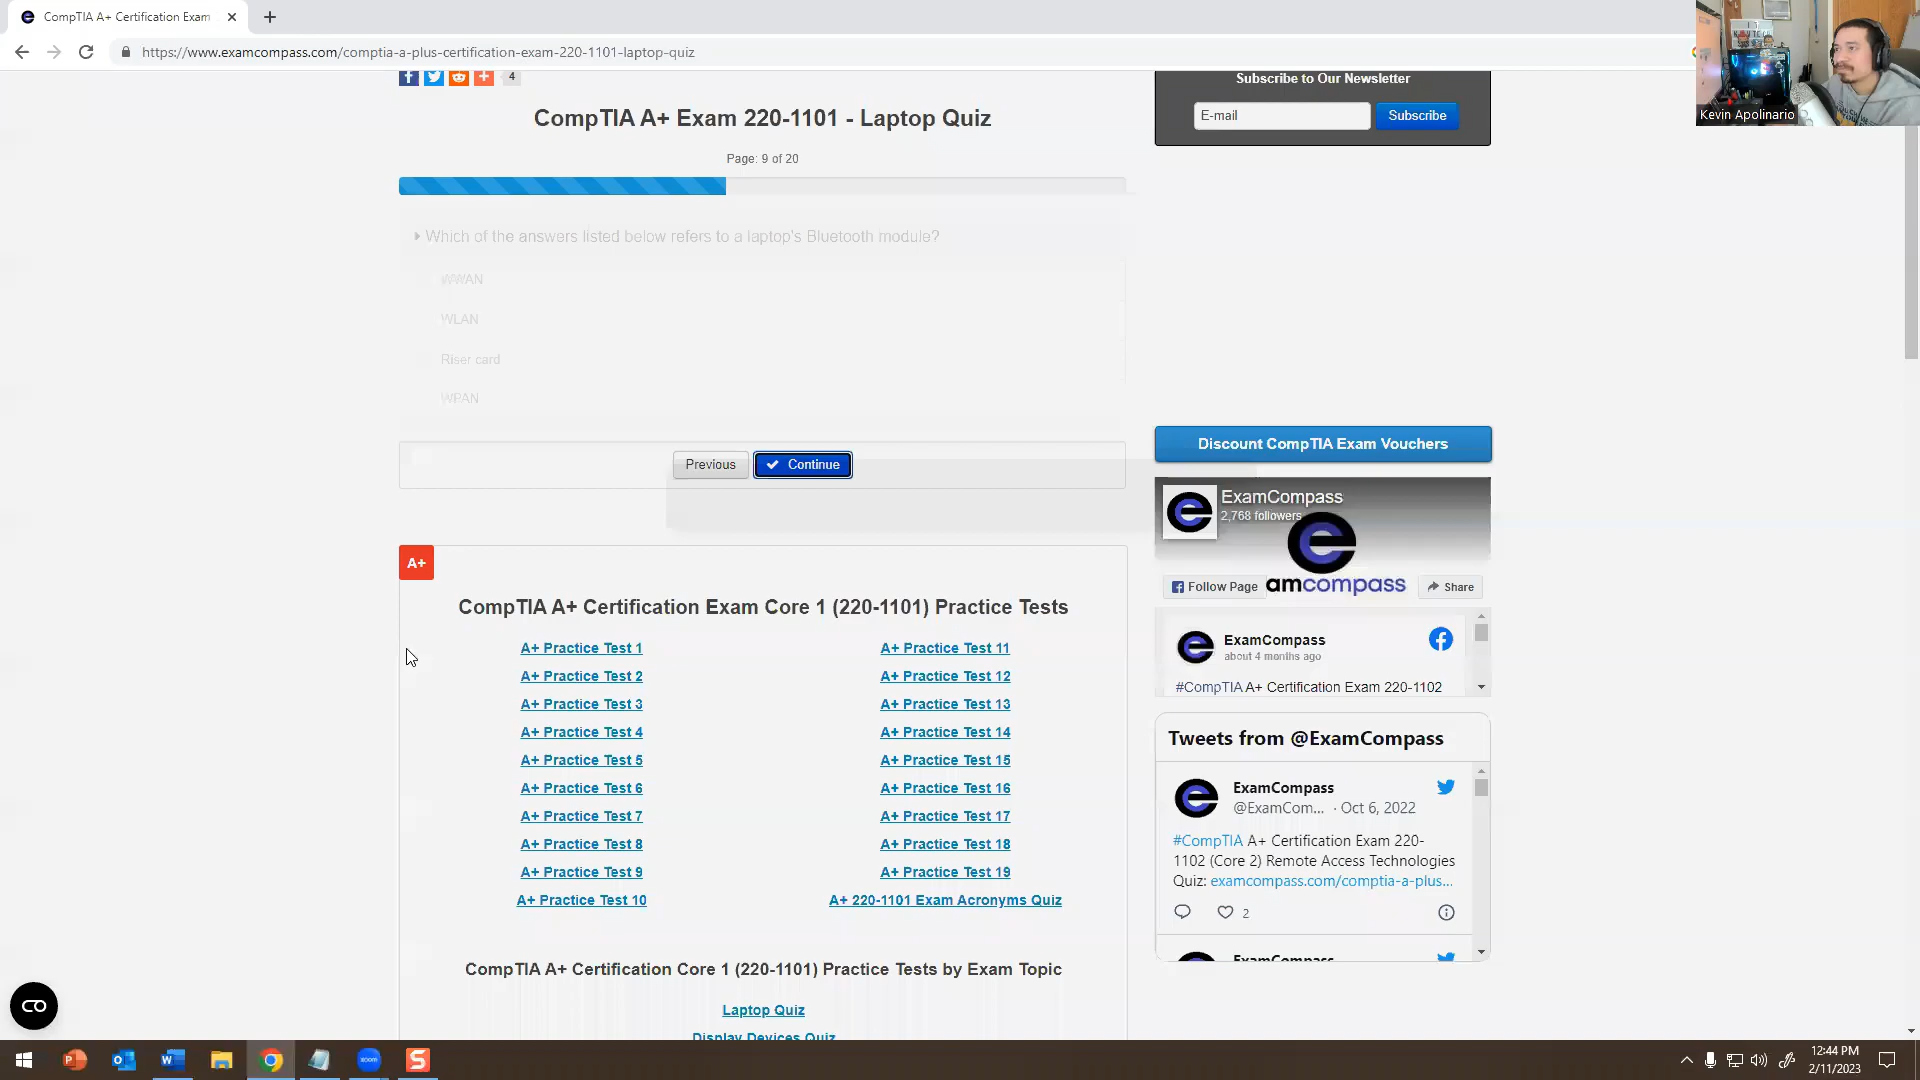 CompTIA A+ Certification Exam
https://www.examcompass.com/comptia-a-plus-certification-exam-220-1101-laptop-quiz
4
CompTIA A+ Exam 220-1101 - Laptop Quiz
Page: 9 of 20
Which of the answers listed below refers to a laptop's Bluetooth module?
WWAN
WLAN
Riser card
WPAN
Previous
Continue
A+
CompTIA A+ Certification Exam Core 1 (220-1101) Practice Tests
A+ Practice Test 1
A+ Practice Test 2
A+ Practice Test 3
A+ Practice Test 4
A+ Practice Test 5
A+ Practice Test 6
A+ Practice Test 7
A+ Practice Test 8
A+ Practice Test 9
A+ Practice Test 10
A+ Practice Test 11
A+ Practice Test 12
A+ Practice Test 13
A+ Practice Test 14
A+ Practice Test 15
A+ Practice Test 16
A+ Practice Test 17
A+ Practice Test 18
A+ Practice Test 19
A+ 220-1101 Exam Acronyms Quiz
CompTIA A+ Certification Core 1 (220-1101) Practice Tests by Exam Topic
Laptop Quiz
Display Devices Quiz
Subscribe to Our Newsletter
E-mail
Subscribe
Discount CompTIA Exam Vouchers
ExamCompass
2,768 followers
amcompass
Follow Page
Share
ExamCompass
about 4 months ago
#CompTIA A+ Certification Exam 220-1102
Tweets from @ExamCompass
ExamCompass
@ExamCom... · Oct 6, 2022
#CompTIA A+ Certification Exam 220-
1102 (Core 2) Remote Access Technologies
Quiz: examcompass.com/comptia-a-plus...
2
ExamCompass
Kevin Apolinario
zoom
12:44 PM
2/11/2023